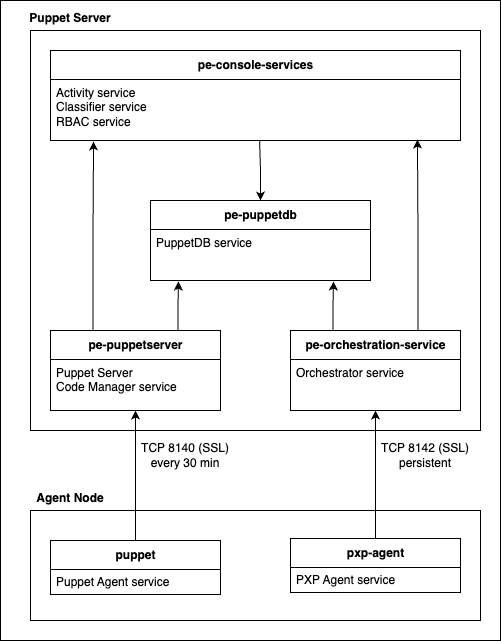 Puppet Server
pe-console-services
Activity service
Classifier service
RBAC service
pe-puppetdb
PuppetDB service
pe-puppetserver
Puppet Server
Code Manager service
pe-orchestration-service
Orchestrator service
TCP 8140 (SSL)
every 30 min
TCP 8142 (SSL)
persistent
Agent Node
puppet
Puppet Agent service
pxp-agent
PXP Agent service